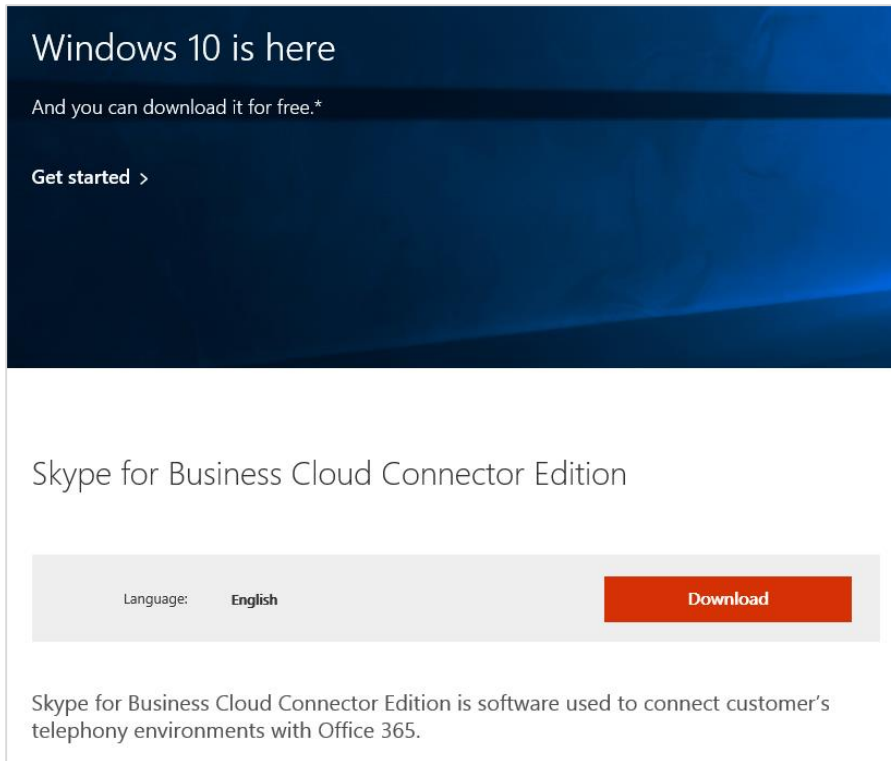 Windows 10 is here
And you can download it for free.*
Get started >
Skype for Business Cloud Connector Edition
Language: English Download
Skype for Business Cloud Connector Edition is software used to connect customer’s
telephony environments with Office 365.